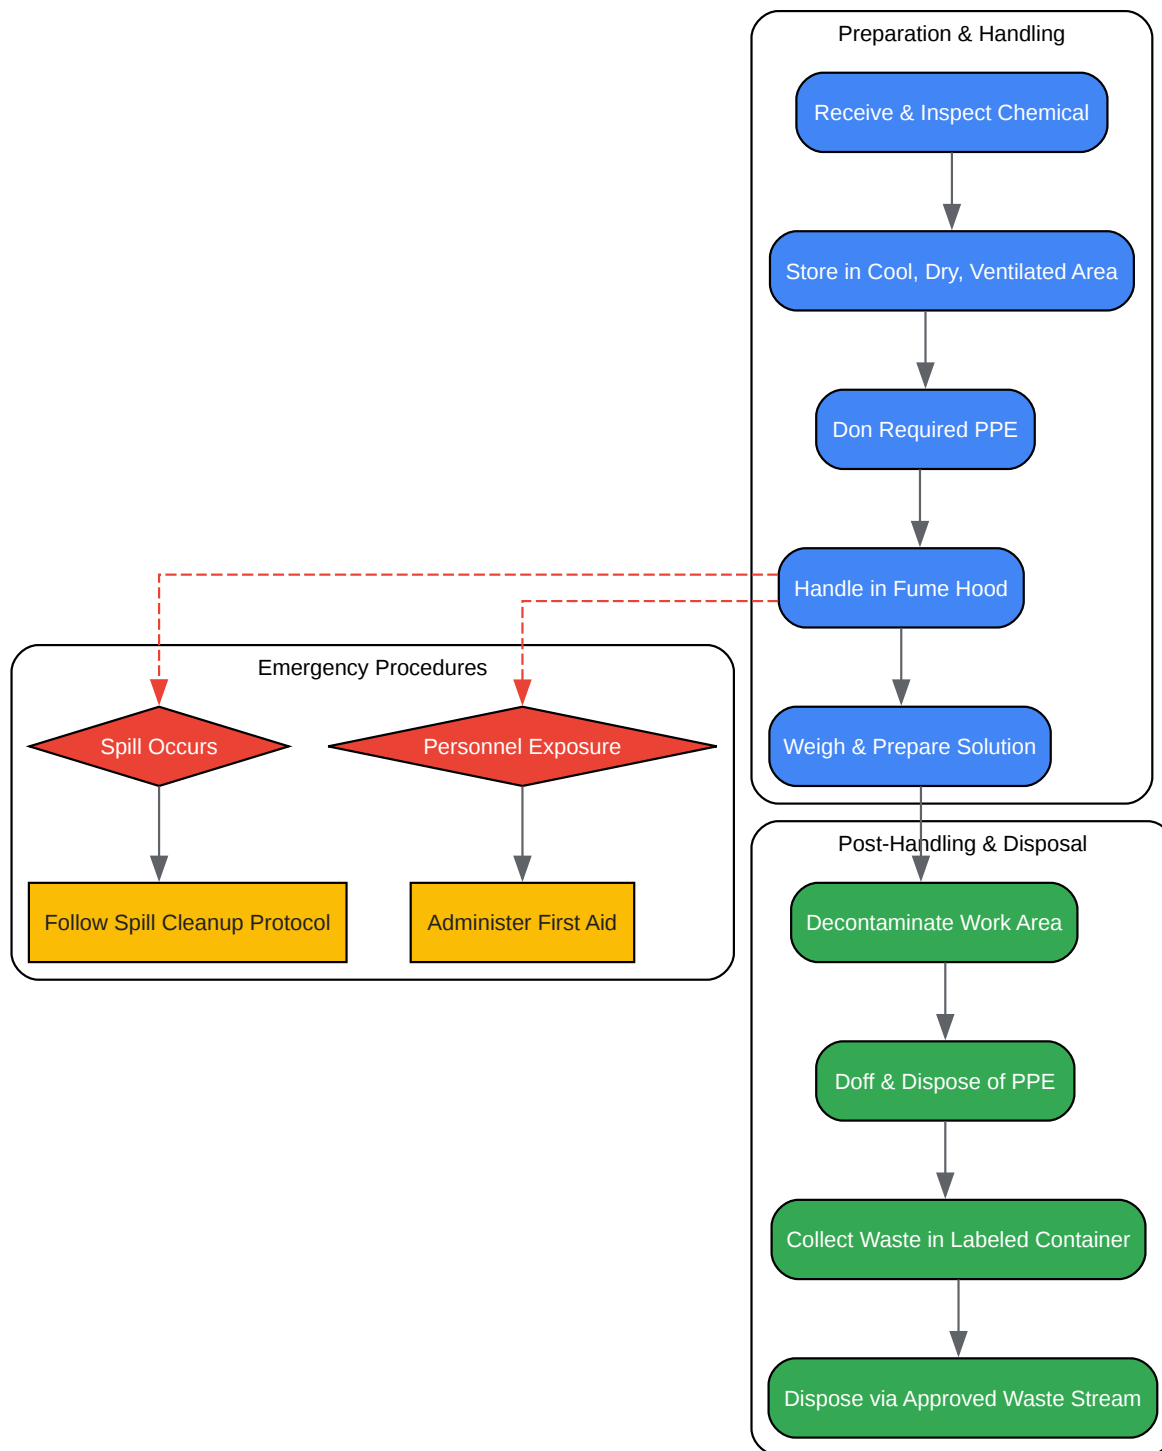 Preparation & Handling
Receive & Inspect Chemical
Store in Cool, Dry, Ventilated Area
Don Required PPE
Handle in Fume Hood
Weigh & Prepare Solution
Emergency Procedures
Spill Occurs
Personnel Exposure
Follow Spill Cleanup Protocol
Administer First Aid
Post-Handling & Disposal
Decontaminate Work Area
Doff & Dispose of PPE
Collect Waste in Labeled Container
Dispose via Approved Waste Stream